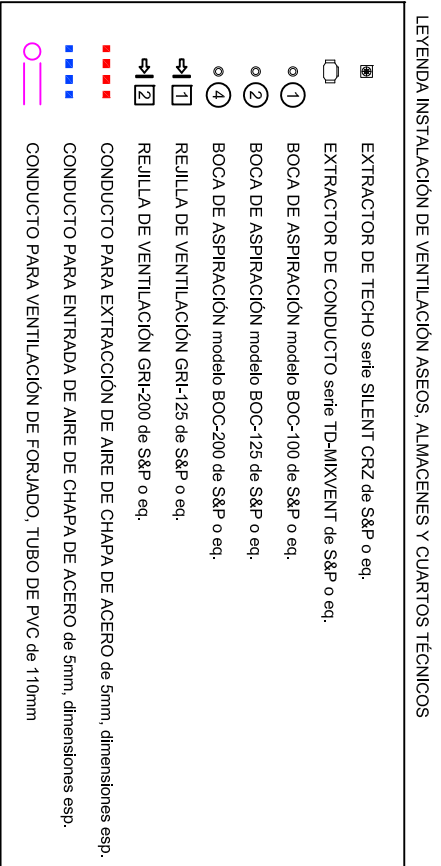 LEYENDA INSTALACIÓN DE VENTILACIÓN ASEOS, ALMACENES Y CUARTOS TÉCNICOS
EXTRACTOR DE TECHO serie SILENT CRZ de S&P o eq.
EXTRACTOR DE CONDUCTO serie TD-MIXVENT de S&P o eq.
1 BOCA DE ASPIRACIÓN modelo BOC-100 de S&P o eq.
2 BOCA DE ASPIRACIÓN modelo BOC-125 de S&P o eq.
4 BOCA DE ASPIRACIÓN modelo BOC-200 de S&P o eq.
1 REJILLA DE VENTILACIÓN GRI-125 de S&P o eq.
2 REJILLA DE VENTILACIÓN GRI-200 de S&P o eq.
CONDUCTO PARA EXTRACCIÓN DE AIRE DE CHAPA DE ACERO de 5mm, dimensiones esp.
CONDUCTO PARA ENTRADA DE AIRE DE CHAPA DE ACERO de 5mm, dimensiones esp.
CONDUCTO PARA VENTILACIÓN DE FORJADO, TUBO DE PVC de 110mm